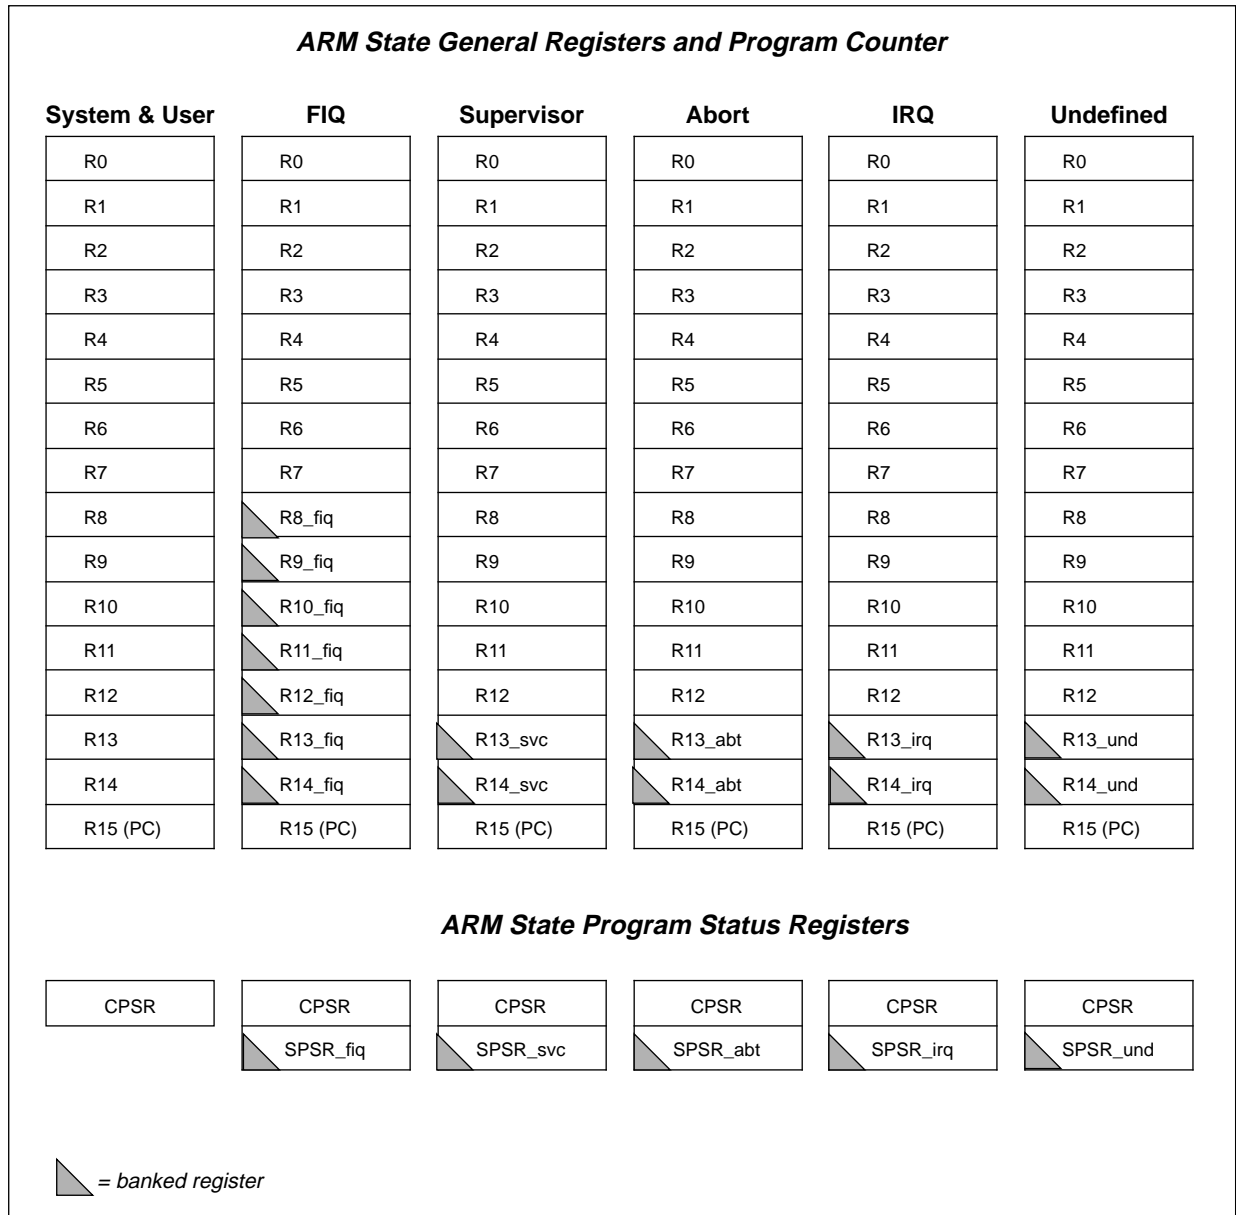 ARM State General Registers and Program Counter
System & User FIQ Supervisor Abort IRQ Undefined
R0 R0 R0 R0 R0 R0
R1 R1 R1 R1 R1 R1
R2 R2 R2 R2 R2 R2
R3 R3 R3 R3 R3 R3
R4 R4 R4 R4 R4 R4
R5 R5 R5 R5 R5 R5
R6 R6 R6 R6 R6 R6
R7 R7 R7 R7 R7 R7
R8 R8_fiq R8 R8 R8 R8
R9 R9_fiq R9 R9 R9 R9
R10 R10_fiq R10 R10 R10 R10
R11 R11_fiq R11 R11 R11 R11
R12 R12_fiq R12 R12 R12 R12
R13 R13_fiq R13_svc R13_abt R13_irq R13_und
R14 R14_fiq R14_svc R14_abt R14_irq R14_und
R15 (PC) R15 (PC) R15 (PC) R15 (PC) R15 (PC) R15 (PC)
ARM State Program Status Registers
CPSR CPSR CPSR CPSR CPSR CPSR
SPSR_fiq SPSR_svc SPSR_abt SPSR_irq SPSR_und
= banked register